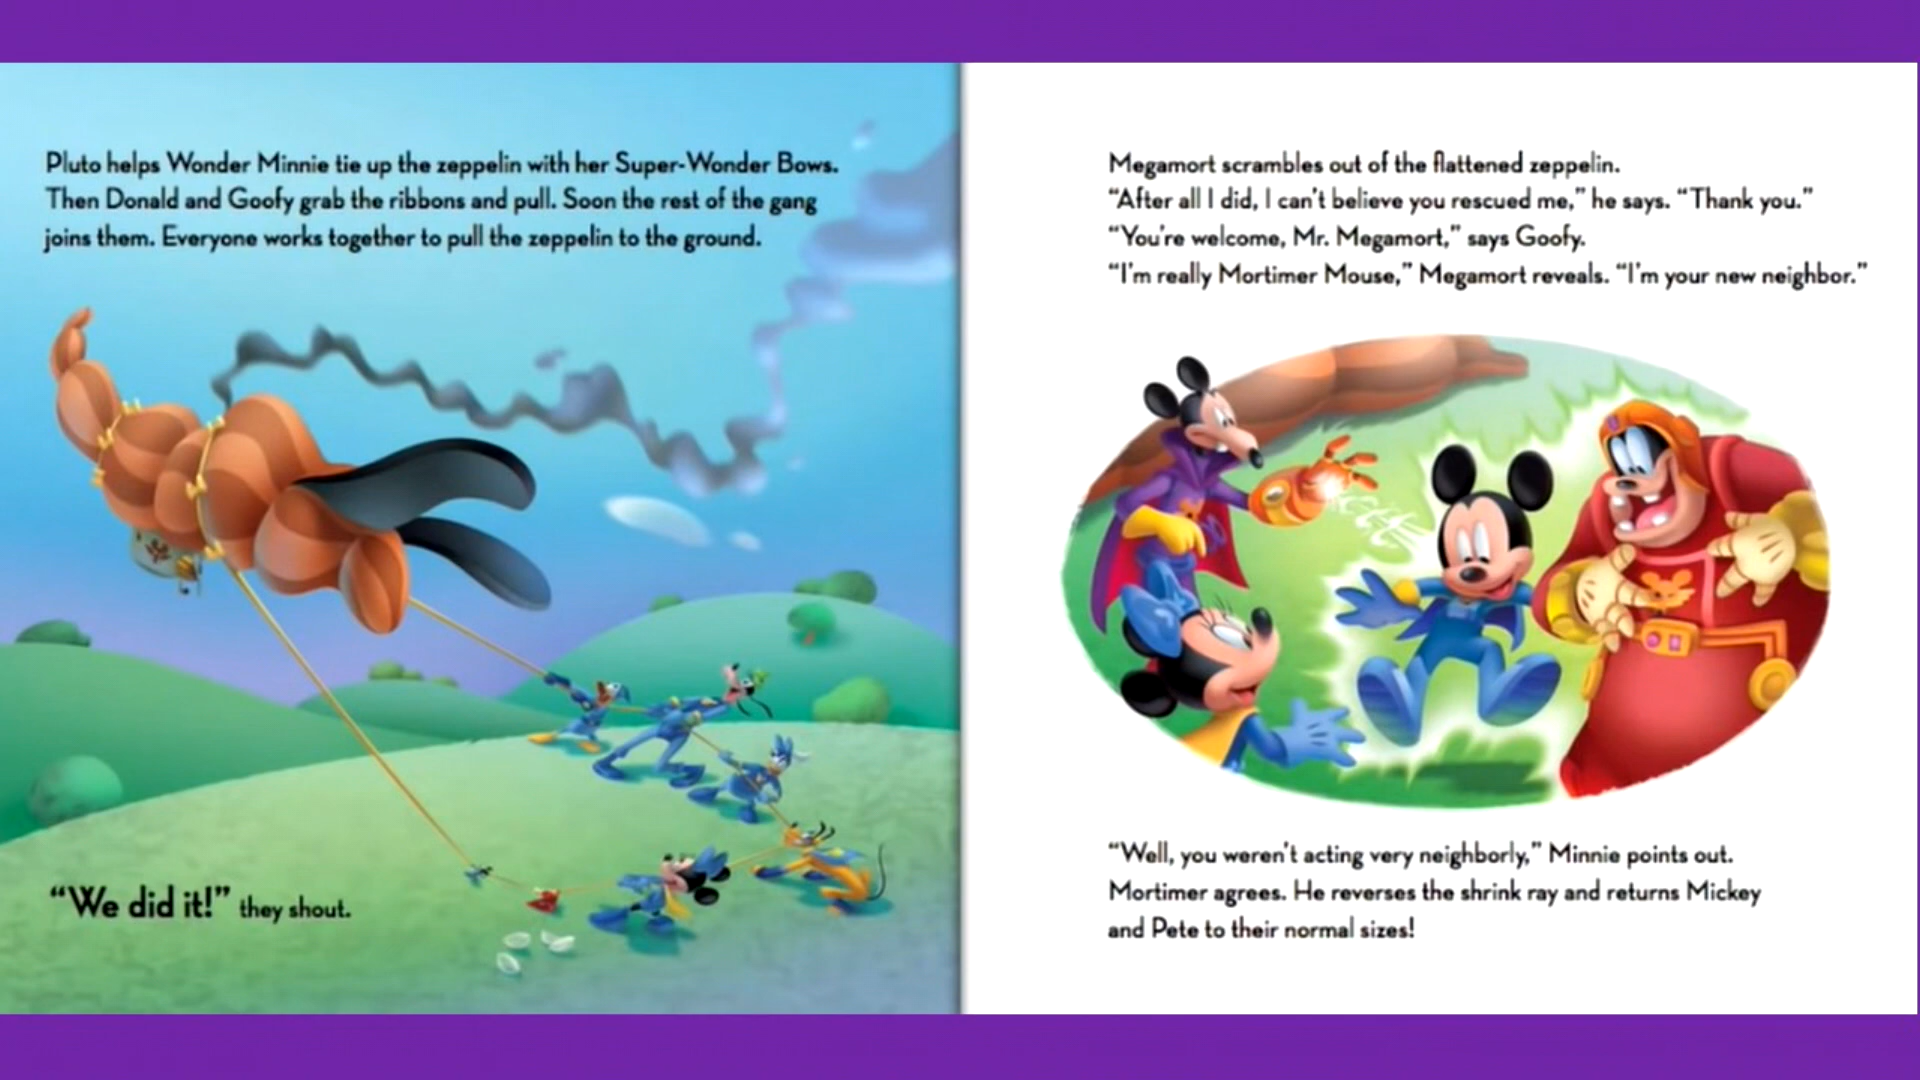 Pluto helps Wonder Minnie tie up the zeppelin with her Super-Wonder Bows.
Then Donald and Goofy grab the ribbons and pull. Soon the rest of the gang
joins them. Everyone works together to pull the zeppelin to the ground.
“We did it!” they shout.
Megamort scrambles out of the flattened zeppelin.
“After all I did, I can’t believe you rescued me,” he says. “Thank you.”
“You’re welcome, Mr. Megamort,” says Goofy.
“I’m really Mortimer Mouse,” Megamort reveals. “I’m your new neighbor.”
“Well, you weren’t acting very neighborly,” Minnie points out.
Mortimer agrees. He reverses the shrink ray and returns Mickey
and Pete to their normal sizes!